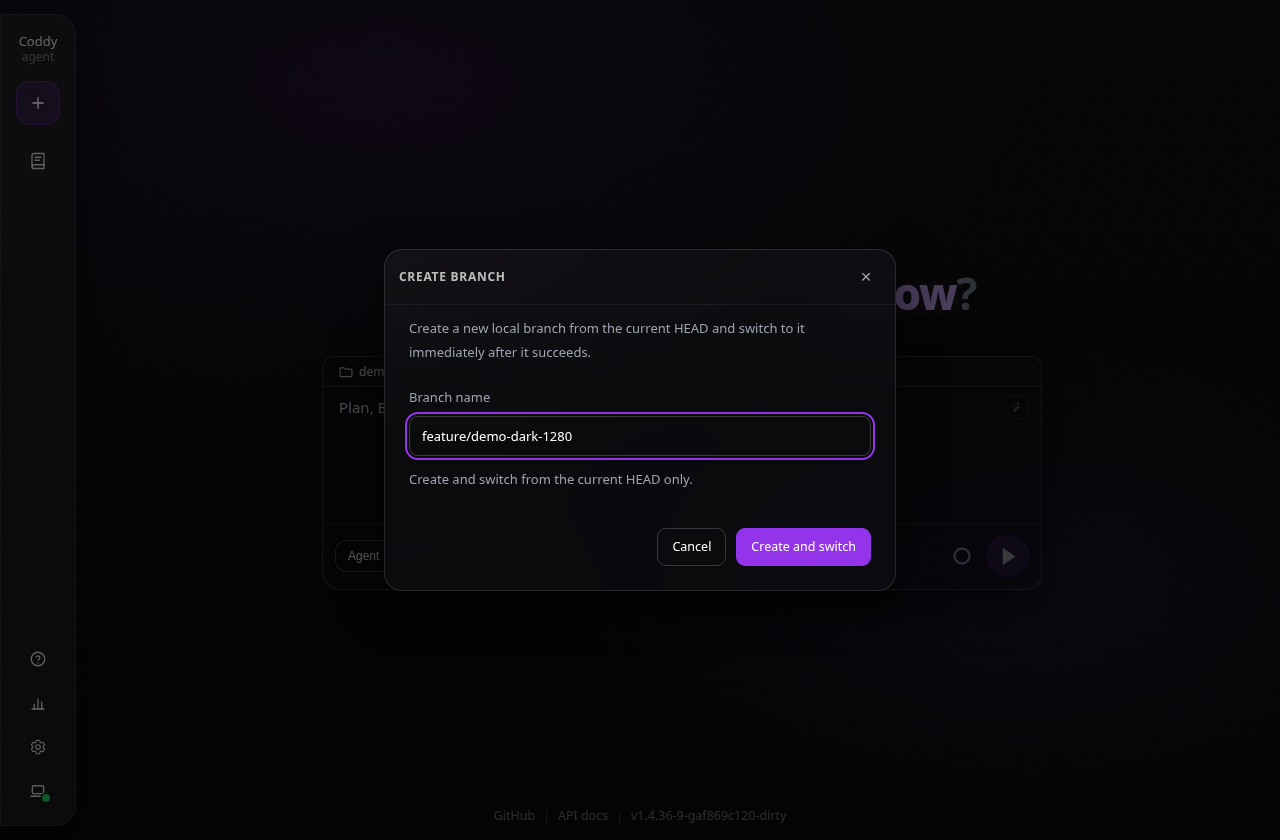 Coddy
agent
CREATE BRANCH
Create a new local branch from the current HEAD and switch to it
immediately after it succeeds.
ow?
dem
Plan, E
Branch name
feature/demo-dark-1280
Create and switch from the current HEAD only.
Cancel
Create and switch
Agent
GitHub
API docs
v1.4.36-9-gaf869c120-dirty